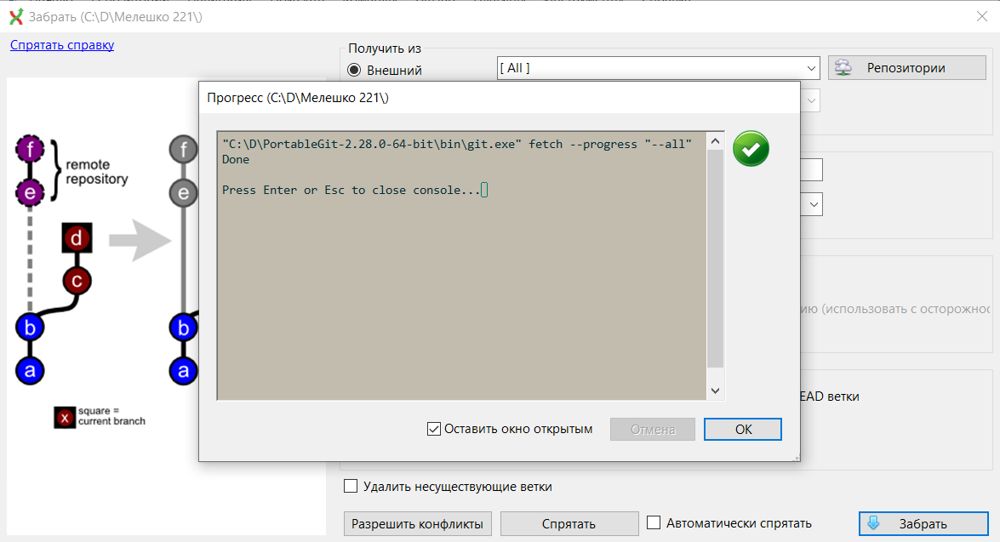 Забрать (C:\D\Мелешко 221\)
Спрятать справку
Получить из
Внешний
[ All ]
Репозитории
Прогресс (C:\D\Мелешко 221\)
"C:\D\PortableGit-2.28.0-64-bit\bin\git.exe" fetch --progress "--all"
Done
Press Enter or Esc to close console...
f
remote
repository
e
d
c
b
a
f
e
b
a
x
square =
current branch
ию (использовать с осторожнос
EAD ветки
Оставить окно открытым
Отмена
OK
Удалить несуществующие ветки
Разрешить конфликты
Спрятать
Автоматически спрятать
Забрать